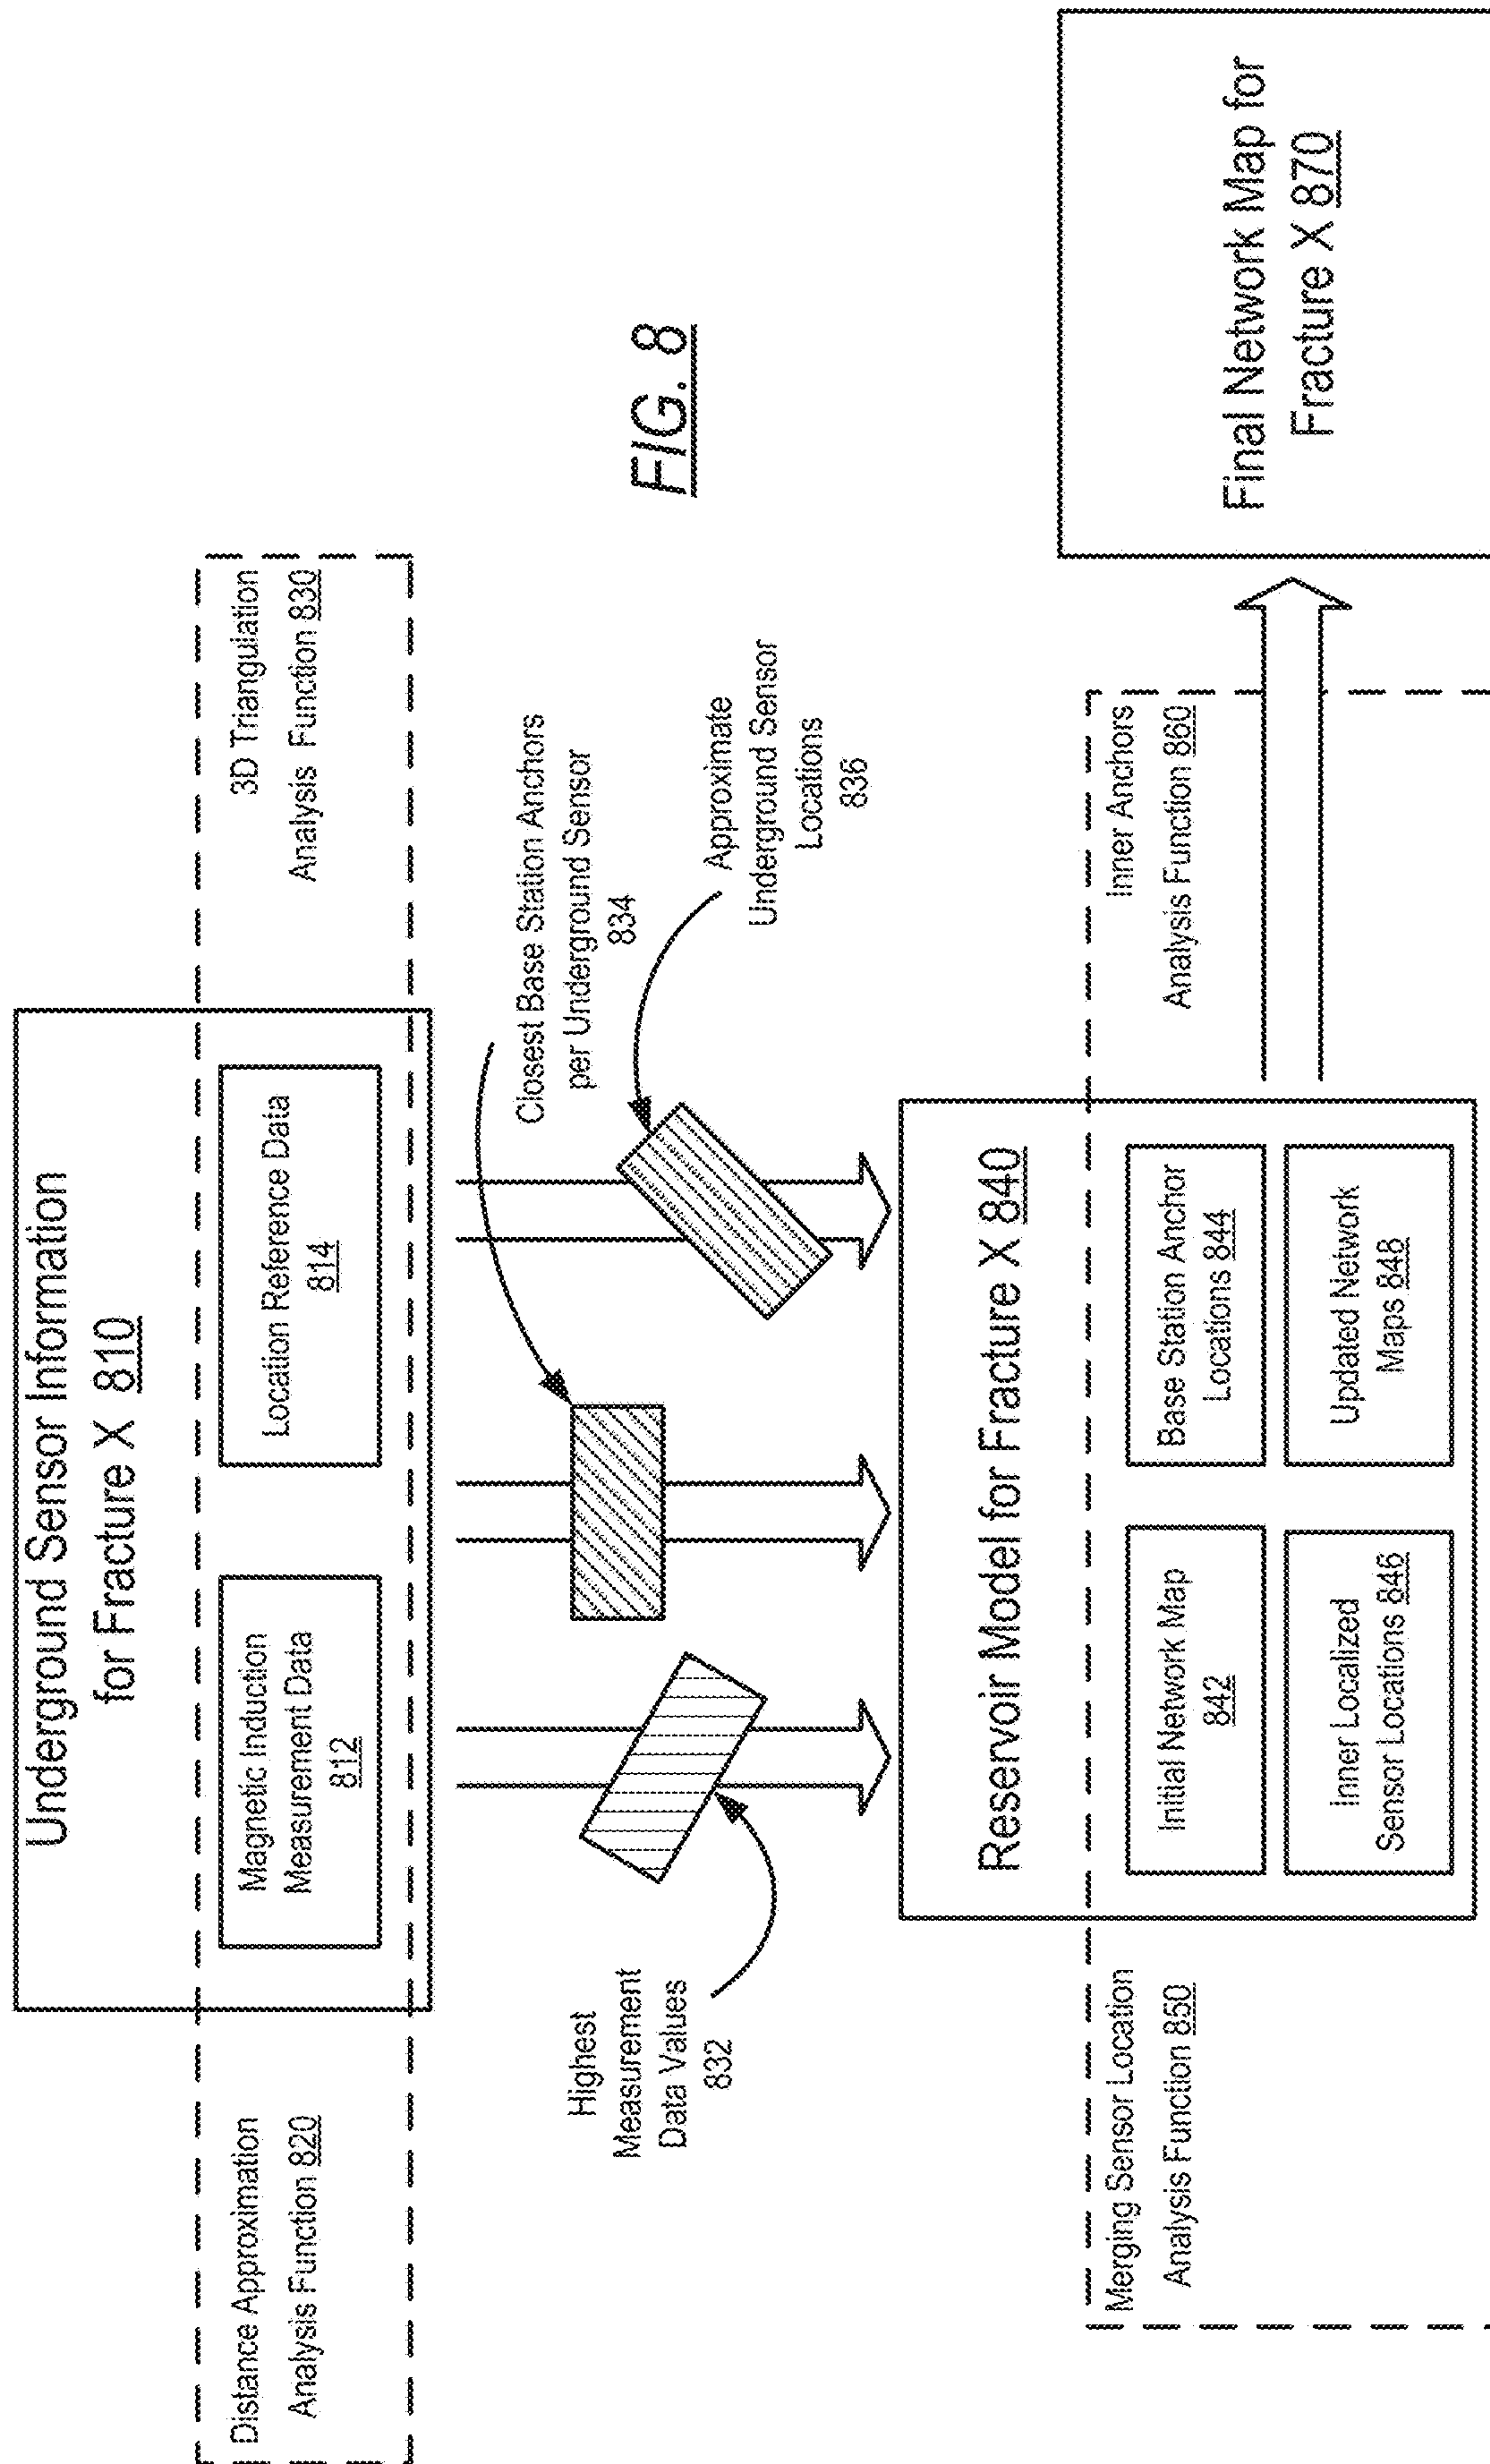 Underground Sensor Information
for Fracture X 810
Distance Approximation
Analysis Function 820
Magnetic Induction
Measurement Data
812
Location Reference Data
814
3D Triangulation
Analysis Function 830
Highest
Measurement
Data Values
832
Closest Base Station Anchors
per Underground Sensor
834
Approximate
Underground Sensor
Locations
836
FIG. 8
Reservoir Model for Fracture X 840
Merging Sensor Location
Analysis Function 850
Initial Network Map
842
Base Station Anchor
Locations 844
Inner Localized
Sensor Locations 846
Updated Network
Maps 848
Inner Anchors
Analysis Function 860
Final Network Map for
Fracture X 870